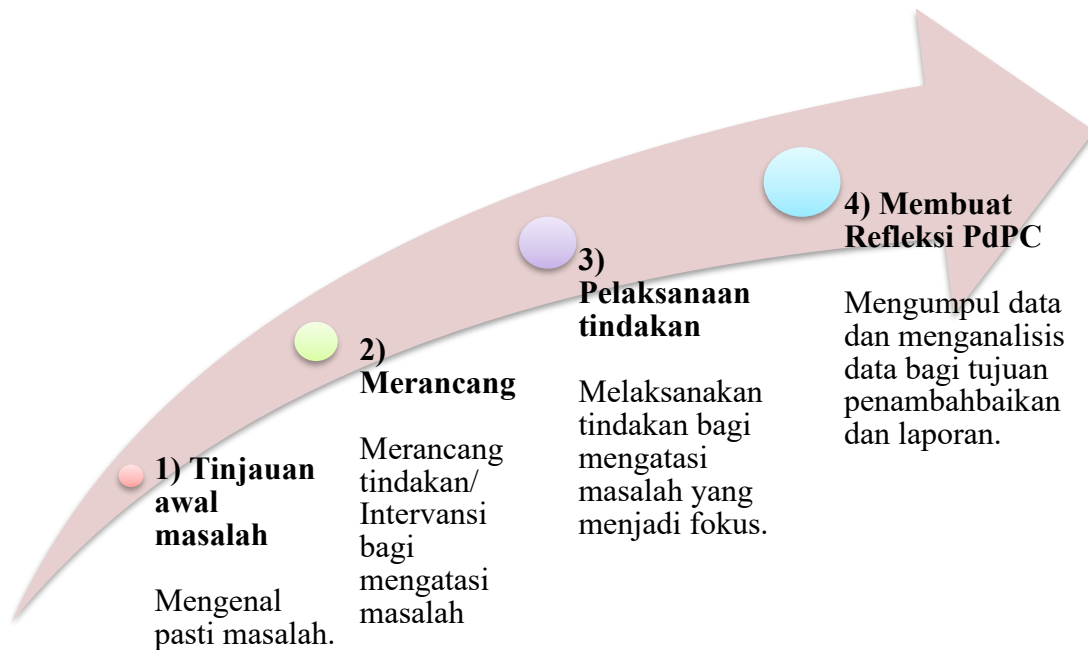 1) Tinjauan
awal
masalah
Mengenal
pasti masalah.
2)
Merancang
Merancang
tindakan/
Intervansi
bagi
mengatasi
masalah
3)
Pelaksanaan
tindakan
Melaksanakan
tindakan bagi
mengatasi
masalah yang
menjadi fokus.
4) Membuat
Refleksi PdPC
Mengumpul data
dan menganalisis
data bagi tujuan
penambahbaikan
dan laporan.